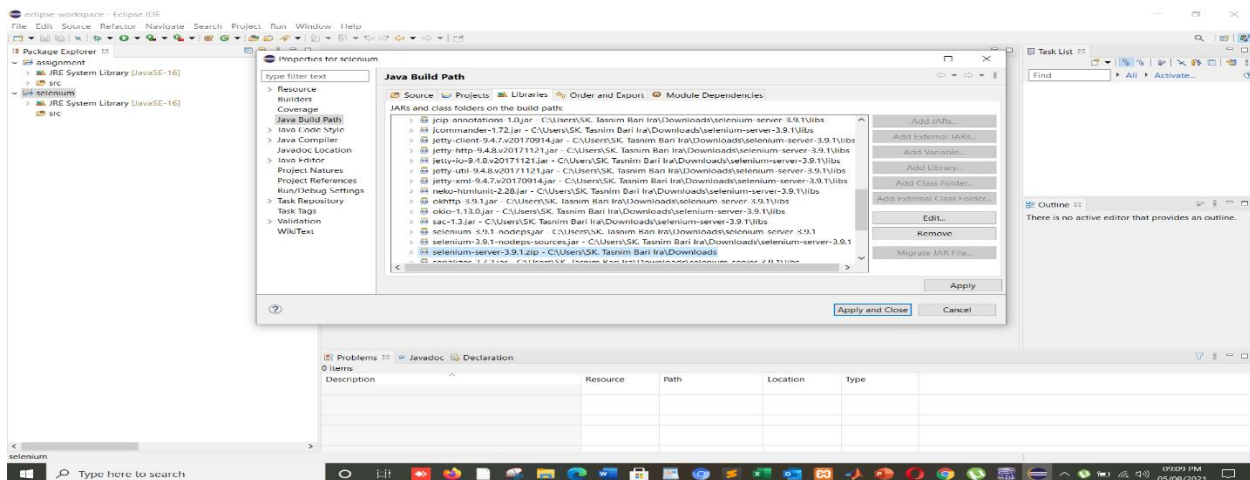 eclipse-workspace - Eclipse IDE
File Edit Source Refactor Navigate Search Project Run Window Help
Package Explorer
assignment
JRE System Library [JavaSE-16]
src
selenium
JRE System Library [JavaSE-16]
src
Properties for selenium
type filter text
Resource
Builders
Coverage
Java Build Path
Java Code Style
Java Compiler
Javadoc Location
Java Editor
Project Natures
Project References
Run/Debug Settings
Task Repository
Task Tags
Validation
WikiText
Java Build Path
Source Projects Libraries Order and Export Module Dependencies
JARs and class folders on the build path:
jcip-annotations-1.0.jar - C:\Users\SK. Tasnim Bari Ira\Downloads\selenium-server-3.9.1\libs
jcommander-1.72.jar - C:\Users\SK. Tasnim Bari Ira\Downloads\selenium-server-3.9.1\libs
jetty-client-9.4.7.v20170914.jar - C:\Users\SK. Tasnim Bari Ira\Downloads\selenium-server-3.9.1\libs
jetty-http-9.4.8.v20171121.jar - C:\Users\SK. Tasnim Bari Ira\Downloads\selenium-server-3.9.1\libs
jetty-io-9.4.8.v20171121.jar - C:\Users\SK. Tasnim Bari Ira\Downloads\selenium-server-3.9.1\libs
jetty-util-9.4.8.v20171121.jar - C:\Users\SK. Tasnim Bari Ira\Downloads\selenium-server-3.9.1\libs
jetty-xml-9.4.7.v20170914.jar - C:\Users\SK. Tasnim Bari Ira\Downloads\selenium-server-3.9.1\libs
neko-htmlunit-2.28.jar - C:\Users\SK. Tasnim Bari Ira\Downloads\selenium-server-3.9.1\libs
okhttp-3.9.1.jar - C:\Users\SK. Tasnim Bari Ira\Downloads\selenium-server-3.9.1\libs
okio-1.13.0.jar - C:\Users\SK. Tasnim Bari Ira\Downloads\selenium-server-3.9.1\libs
sac-1.3.jar - C:\Users\SK. Tasnim Bari Ira\Downloads\selenium-server-3.9.1\libs
selenium-3.9.1-nodeps.jar - C:\Users\SK. Tasnim Bari Ira\Downloads\selenium-server-3.9.1
selenium-3.9.1-nodeps-sources.jar - C:\Users\SK. Tasnim Bari Ira\Downloads\selenium-server-3.9.1
selenium-server-3.9.1.zip - C:\Users\SK. Tasnim Bari Ira\Downloads
Add JARs...
Add External JARs...
Add Variable...
Add Library...
Add Class Folder...
Add External Class Folder...
Edit...
Remove
Migrate JAR File...
Apply
Apply and Close
Cancel
Task List
Find
All
Activate...
Outline
There is no active editor that provides an outline.
Problems Javadoc Declaration
0 items
Description Resource Path Location Type
selenium
Type here to search
09:09 PM
05/09/2021